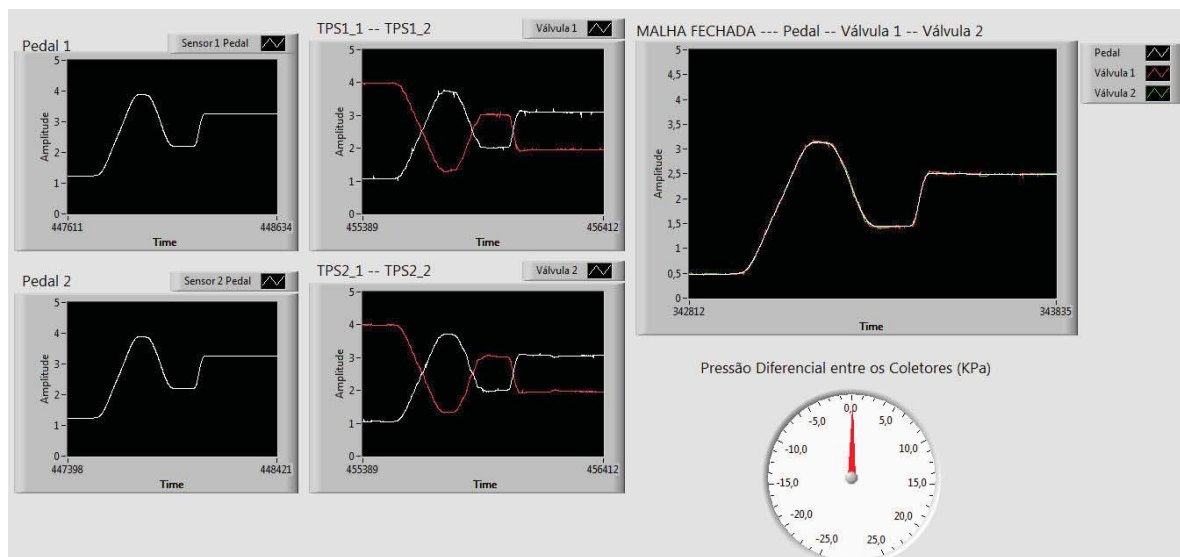 Pedal 1
Sensor 1 Pedal
5
4
3
2
1
0
Amplitude
447611
448634
Time
TPS1_1 -- TPS1_2
Válvula 1
5
4
3
2
1
0
Amplitude
455389
456412
Time
MALHA FECHADA --- Pedal -- Válvula 1 -- Válvula 2
Pedal
Válvula 1
Válvula 2
5
4,5
4
3,5
3
2,5
2
1,5
1
0,5
0
Amplitude
342812
343835
Time
Pedal 2
Sensor 2 Pedal
5
4
3
2
1
0
Amplitude
447398
448421
Time
TPS2_1 -- TPS2_2
Válvula 2
5
4
3
2
1
0
Amplitude
455389
456412
Time
Pressão Diferencial entre os Coletores (KPa)
0,0
-5,0
5,0
-10,0
10,0
-15,0
15,0
-20,0
20,0
-25,0
25,0